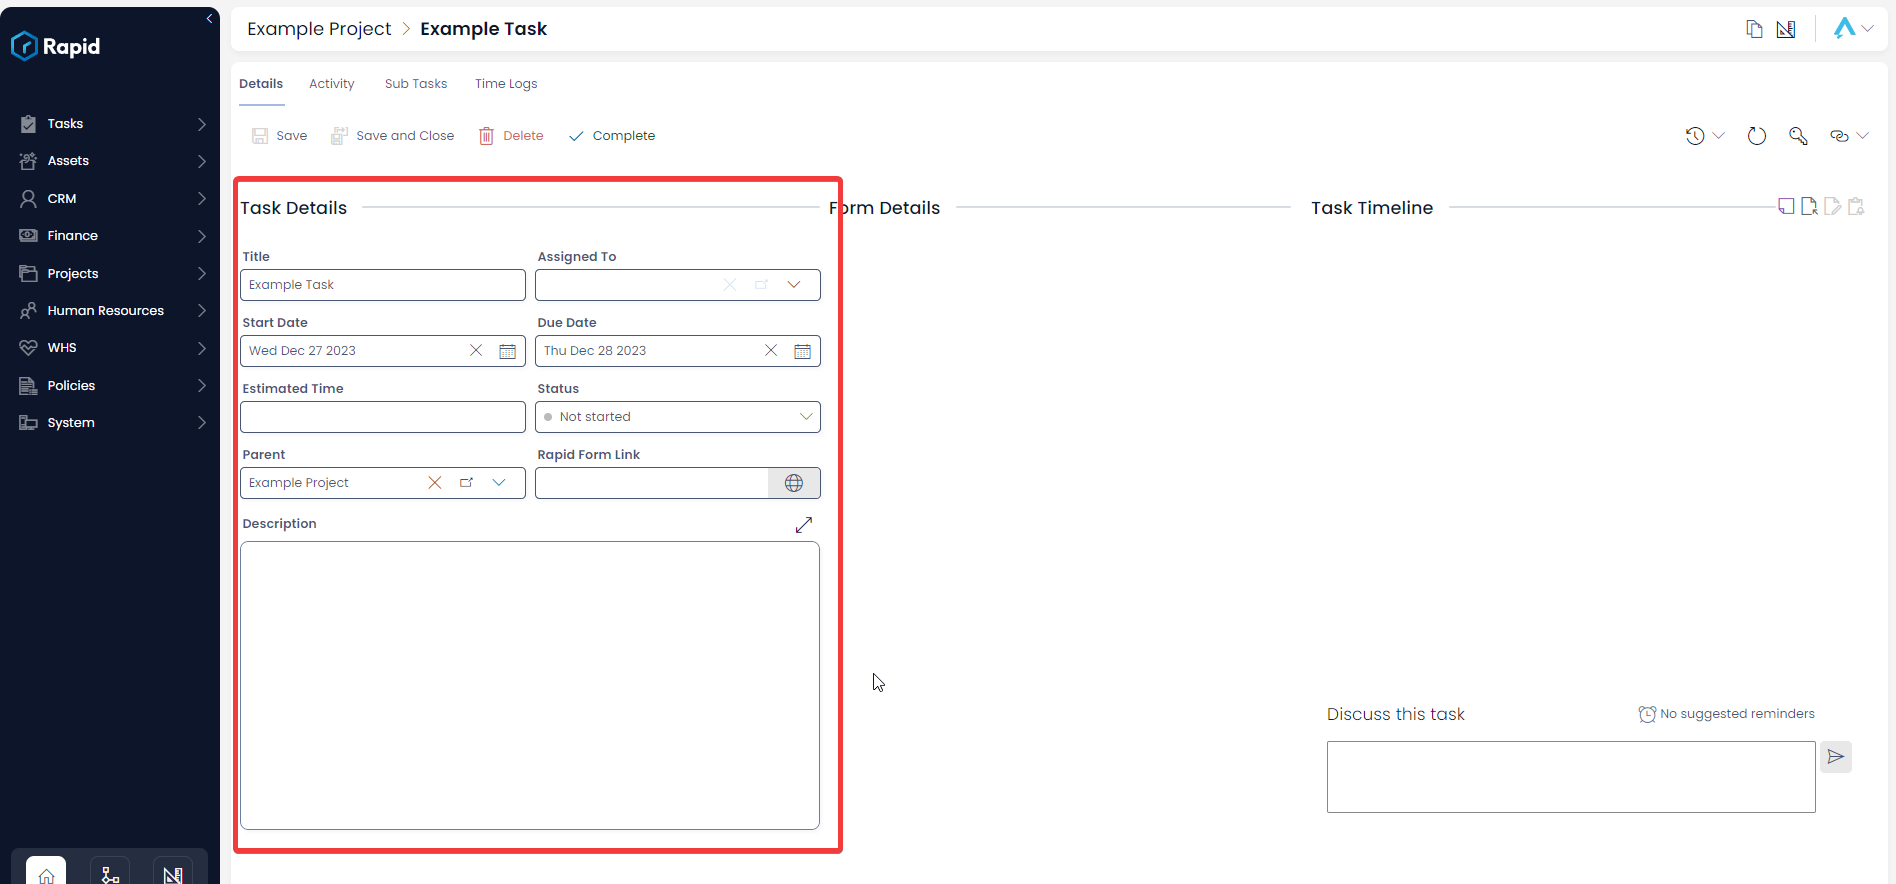 Rapid
Example Project > Example Task
Tasks
Assets
CRM
Finance
Projects
Human Resources
WHS
Policies
System
Details Activity Sub Tasks Time Logs
Save Save and Close Delete Complete
Task Details
Title Assigned To
Example Task
Start Date Due Date
Wed Dec 27 2023 Thu Dec 28 2023
Estimated Time Status
Not started
Parent Rapid Form Link
Example Project
Description
Form Details
Task Timeline
Discuss this task No suggested reminders